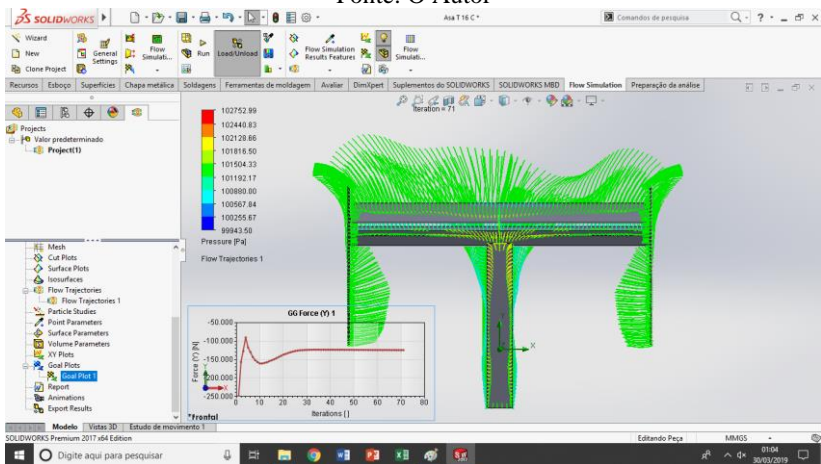 Fonte: O Autor
SOLIDWORKS
Asa T 16 C *
Comandos de pesquisa
Wizard
New
Clone Project
General
Settings
Flow
Simulati...
Run
Load/Unload
Flow Simulation
Results Features
Flow
Simulati...
Recursos
Esboço
Superfícies
Chapa metálica
Soldagens
Ferramentas de moldagem
Avaliar
DimXpert
Suplementos do SOLIDWORKS
SOLIDWORKS MBD
Flow Simulation
Preparação da análise
Iteration = 71
Projects
Valor predeterminado
Project(1)
102752.99
102440.83
102128.66
101816.50
101504.33
101192.17
100880.00
100567.84
100255.67
99943.50
Pressure [Pa]
Flow Trajectories 1
Mesh
Cut Plots
Surface Plots
Isosurfaces
Flow Trajectories
Flow Trajectories 1
Particle Studies
Point Parameters
Surface Parameters
Volume Parameters
XY Plots
Goal Plots
Goal Plot 1
Report
Animations
Export Results
GG Force (Y) 1
-50.000
-100.000
-150.000
-200.000
-250.000
Force (Y) [N]
0 10 20 30 40 50 60 70 80
Iterations [ ]
Y
X
*Frontal
Modelo
Vistas 3D
Estudo de movimento 1
SOLIDWORKS Premium 2017 x64 Edition
Editando Peça
MMGS
Digite aqui para pesquisar
01:04
30/03/2019